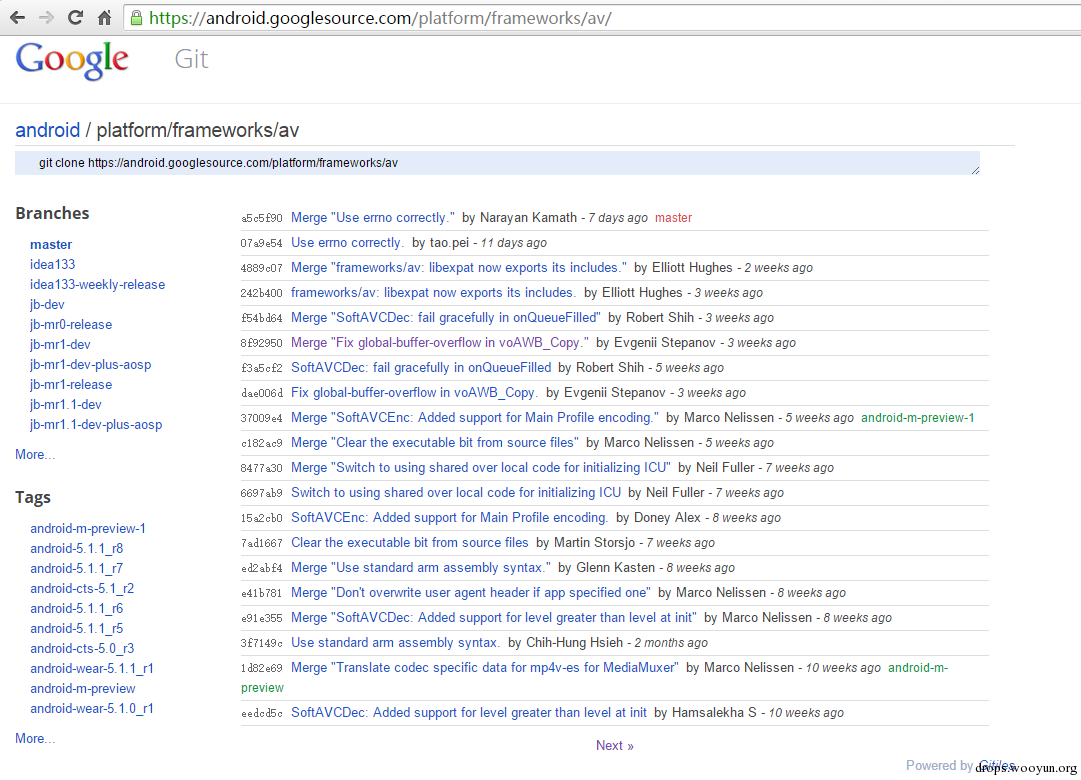 https://android.googlesource.com/platform/frameworks/av/
Google Git
android / platform/frameworks/av
git clone https://android.googlesource.com/platform/frameworks/av
Branches
master
idea133
idea133-weekly-release
jb-dev
jb-mr0-release
jb-mr1-dev
jb-mr1-dev-plus-aosp
jb-mr1-release
jb-mr1.1-dev
jb-mr1.1-dev-plus-aosp
More...
Tags
android-m-preview-1
android-5.1.1_r8
android-5.1.1_r7
android-cts-5.1_r2
android-5.1.1_r6
android-5.1.1_r5
android-cts-5.0_r3
android-wear-5.1.1_r1
android-m-preview
android-wear-5.1.0_r1
More...
a5c5f90 Merge "Use errno correctly." by Narayan Kamath - 7 days ago master
07a9e54 Use errno correctly. by tao.pei - 11 days ago
4889c07 Merge "frameworks/av: libexpat now exports its includes." by Elliott Hughes - 2 weeks ago
242b400 frameworks/av: libexpat now exports its includes. by Elliott Hughes - 3 weeks ago
f54bd64 Merge "SoftAVCDec: fail gracefully in onQueueFilled" by Robert Shih - 3 weeks ago
8f92950 Merge "Fix global-buffer-overflow in voAWB_Copy." by Evgenii Stepanov - 3 weeks ago
f3a5cf2 SoftAVCDec: fail gracefully in onQueueFilled by Robert Shih - 5 weeks ago
dae006d Fix global-buffer-overflow in voAWB_Copy. by Evgenii Stepanov - 3 weeks ago
37009e4 Merge "SoftAVCEnc: Added support for Main Profile encoding." by Marco Nelissen - 5 weeks ago android-m-preview-1
c182ac9 Merge "Clear the executable bit from source files" by Marco Nelissen - 5 weeks ago
8477a30 Merge "Switch to using shared over local code for initializing ICU" by Neil Fuller - 7 weeks ago
6697ab9 Switch to using shared over local code for initializing ICU by Neil Fuller - 7 weeks ago
15a2cb0 SoftAVCEnc: Added support for Main Profile encoding. by Doney Alex - 8 weeks ago
7ad1667 Clear the executable bit from source files by Martin Storsjo - 7 weeks ago
ed2abf4 Merge "Use standard arm assembly syntax." by Glenn Kasten - 8 weeks ago
e41b781 Merge "Don't overwrite user agent header if app specified one" by Marco Nelissen - 8 weeks ago
e91e355 Merge "SoftAVCDec: Added support for level greater than level at init" by Marco Nelissen - 8 weeks ago
3f7149c Use standard arm assembly syntax. by Chih-Hung Hsieh - 2 months ago
1d82e69 Merge "Translate codec specific data for mp4v-es for MediaMuxer" by Marco Nelissen - 10 weeks ago android-m-
preview
eedcd5c SoftAVCDec: Added support for level greater than level at init by Hamsalekha S - 10 weeks ago
Next »
Powered by Gitiles
drops.wooyun.org